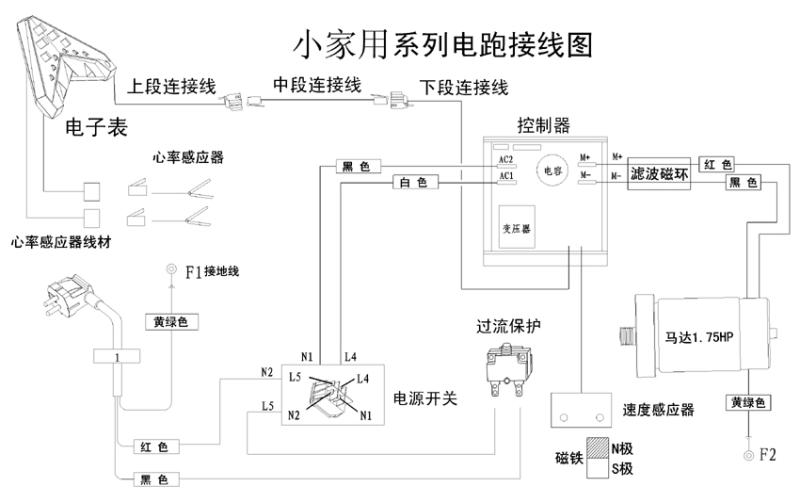 小家用系列电跑接线图
上段连接线
中段连接线
下段连接线
电子表
控制器
心率感应器
黑 色
AC2
M+
M+
红 色
电容
滤波磁环
白 色
AC1
M-
M-
黑 色
变压器
心率感应器线材
F1接地线
黄绿色
过流保护
马达1.75HP
1
N1
L4
N2
L5
L4
电源开关
L5
N2
N1
黄绿色
速度感应器
红 色
磁铁
N极
S极
F2
黑 色